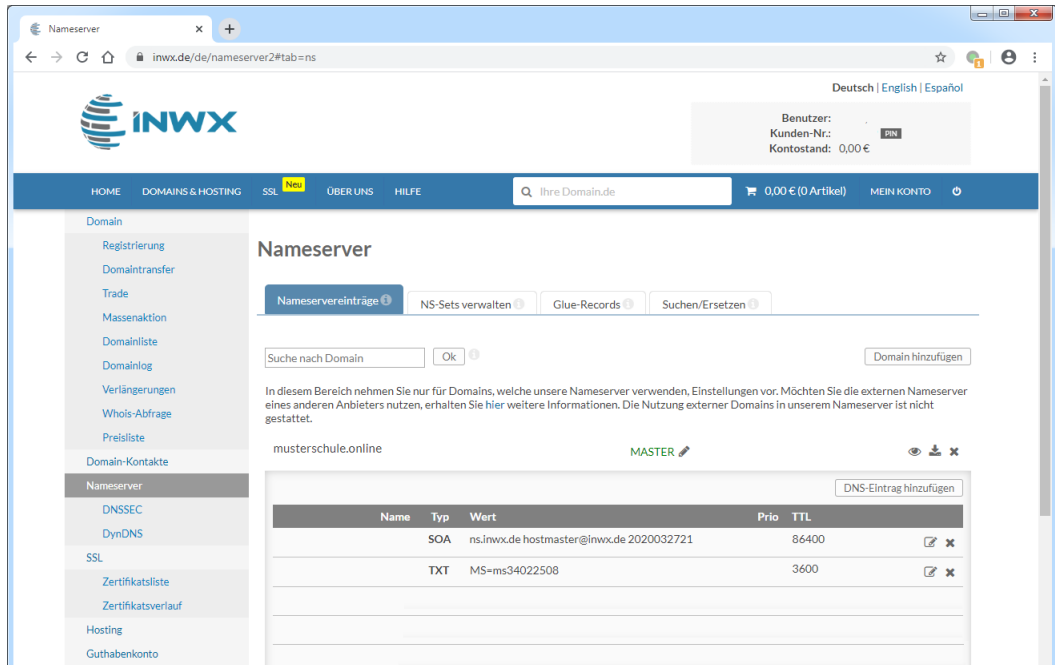 Nameserver
inwx.de/de/nameserver2#tab=ns
1
Deutsch | English | Español
INWX
Benutzer:
Kunden-Nr.: PIN
Kontostand: 0,00 €
HOME DOMAINS & HOSTING SSL Neu ÜBER UNS HILFE Ihre Domain.de 0,00 € (0 Artikel) MEIN KONTO
Domain
Registrierung
Domaintransfer
Trade
Massenaktion
Domainliste
Domainlog
Verlängerungen
Whois-Abfrage
Preisliste
Domain-Kontakte
Nameserver
DNSSEC
DynDNS
SSL
Zertifikatsliste
Zertifikatsverlauf
Hosting
Guthabenkonto
Nameserver
Nameservereinträge NS-Sets verwalten Glue-Records Suchen/Ersetzen
Suche nach Domain Ok Domain hinzufügen
In diesem Bereich nehmen Sie nur für Domains, welche unsere Nameserver verwenden, Einstellungen vor. Möchten Sie die externen Nameserver
eines anderen Anbieters nutzen, erhalten Sie hier weitere Informationen. Die Nutzung externer Domains in unserem Nameserver ist nicht
gestattet.
musterschule.online MASTER
DNS-Eintrag hinzufügen
Name Typ Wert Prio TTL
SOA ns.inwx.de hostmaster@inwx.de 2020032721 86400
TXT MS=ms34022508 3600